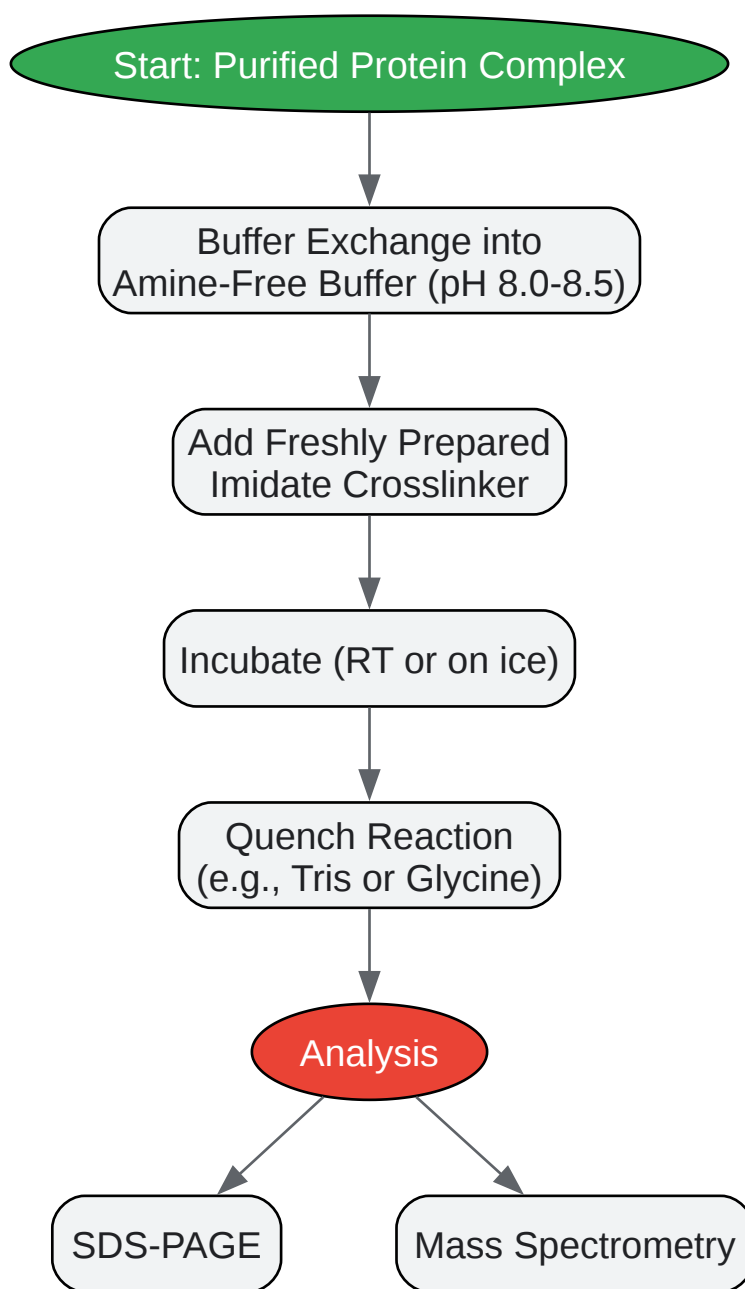 Start: Purified Protein Complex
Buffer Exchange into
Amine-Free Buffer (pH 8.0-8.5)
Add Freshly Prepared
Imidate Crosslinker
Incubate (RT or on ice)
Quench Reaction
(e.g., Tris or Glycine)
Analysis
SDS-PAGE
Mass Spectrometry